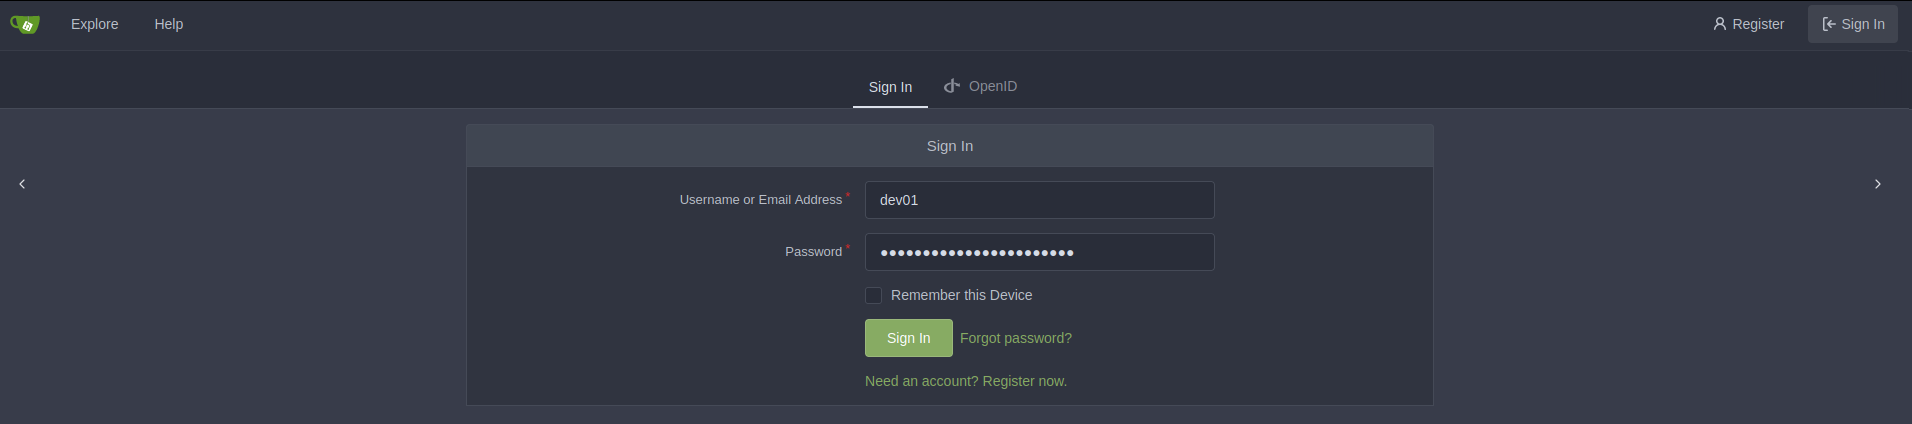 Explore Help Register Sign In
Sign In OpenID
Sign In
Username or Email Address * dev01
Password * ●●●●●●●●●●●●●●●●●●●●●●●
Remember this Device
Sign In Forgot password?
Need an account? Register now.